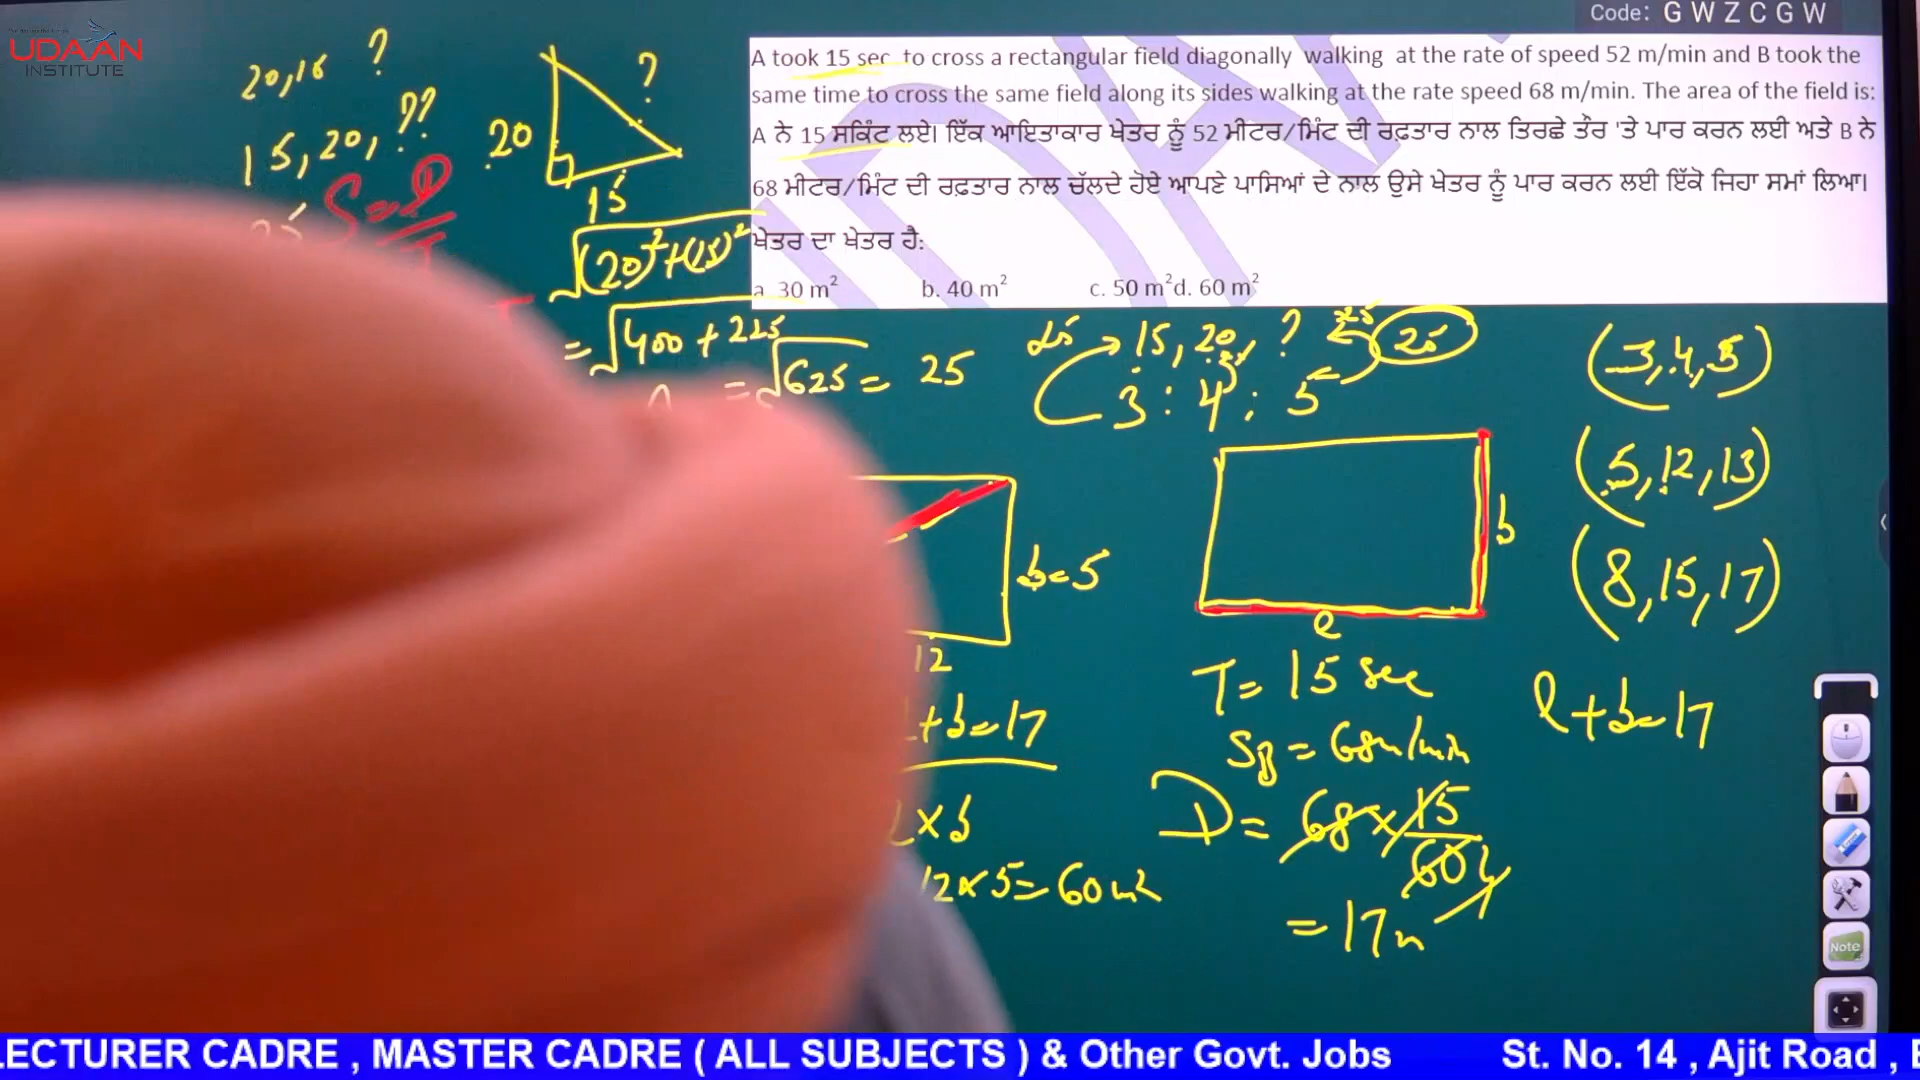 Code: G W Z C G W
UDAAN
INSTITUTE
A took 15 sec to cross a rectangular field diagonally walking at the rate of speed 52 m/min and B took the
same time to cross the same field along its sides walking at the rate speed 68 m/min. The area of the field is:
A ਨੇ 15 ਸਕਿੰਟ ਲਏ। ਇੱਕ ਆਇਤਾਕਾਰ ਖੇਤਰ ਨੂੰ 52 ਮੀਟਰ/ਮਿੰਟ ਦੀ ਰਫ਼ਤਾਰ ਨਾਲ ਤਿਰਛੇ ਤੌਰ 'ਤੇ ਪਾਰ ਕਰਨ ਲਈ ਅਤੇ B ਨੇ
68 ਮੀਟਰ/ਮਿੰਟ ਦੀ ਰਫ਼ਤਾਰ ਨਾਲ ਚੱਲਦੇ ਹੋਏ ਆਪਣੇ ਪਾਸਿਆਂ ਦੇ ਨਾਲ ਉਸੇ ਖੇਤਰ ਨੂੰ ਪਾਰ ਕਰਨ ਲਈ ਇੱਕੋ ਜਿਹਾ ਸਮਾਂ ਲਿਆ।
ਖੇਤਰ ਦਾ ਖੇਤਰ ਹੈ:
a. 30 m² b. 40 m² c. 50 m²d. 60 m²
20,16 ?
15,20,??
20
?
15
√(20)²+(15)²
=√400+225
=√625= 25
25 → 15, 20, ? 25
3 : 4 : 5
(3,4,5)
(5,12,13)
(8,15,17)
b=5
12
+b=17
l×b
12×5=60m²
b
l
T= 15 sec
SB = 68m/min
D= 68×15/60
=17m
l+b=17
Note
LECTURER CADRE , MASTER CADRE ( ALL SUBJECTS ) & Other Govt. Jobs St. No. 14 , Ajit Road ,